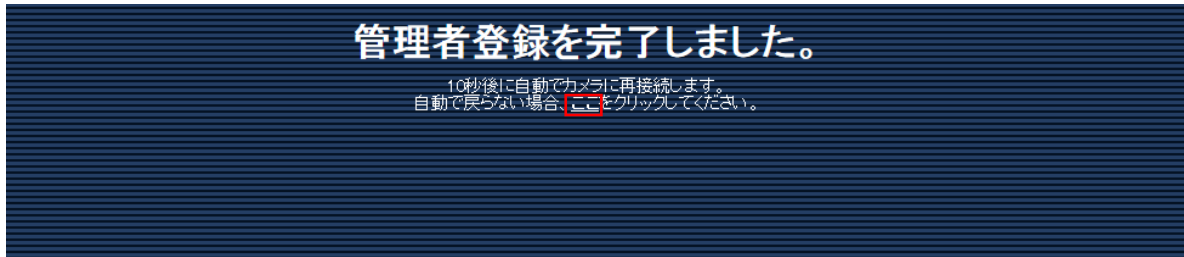 管理者登録を完了しました。
10秒後に自動でカメラに再接続します。
自動で戻らない場合、ここをクリックしてください。